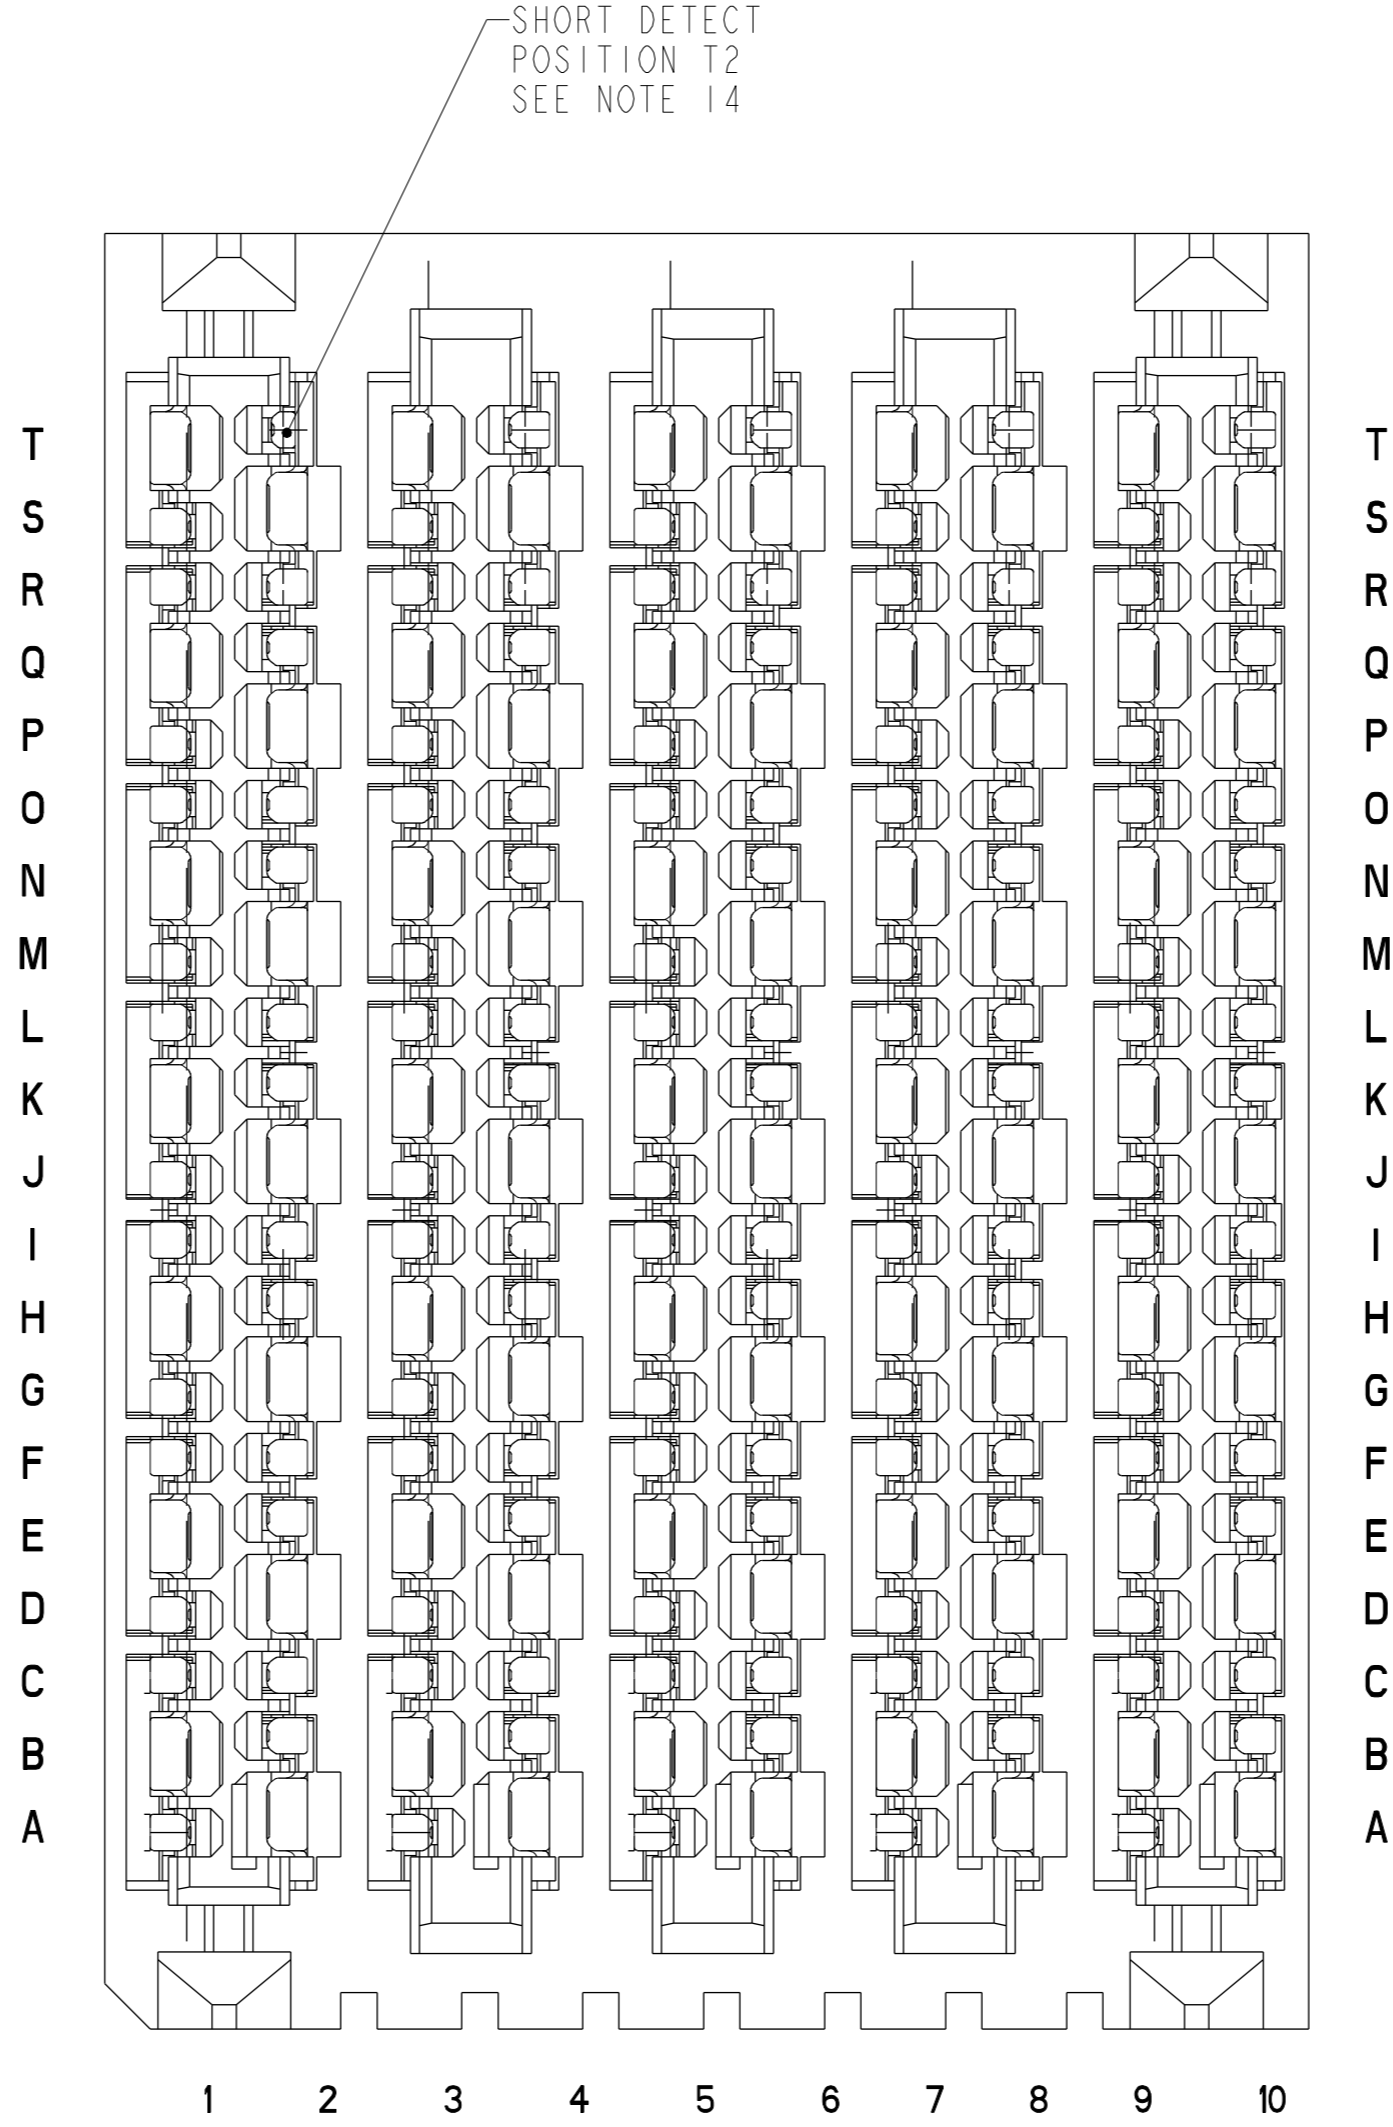 SHORT DETECT
POSITION T2
SEE NOTE 14
T T
S S
R R
Q Q
P P
O O
N N
M M
L L
K K
J J
I I
H H
G G
F F
E E
D D
C C
B B
A A
1 2 3 4 5 6 7 8 9 10